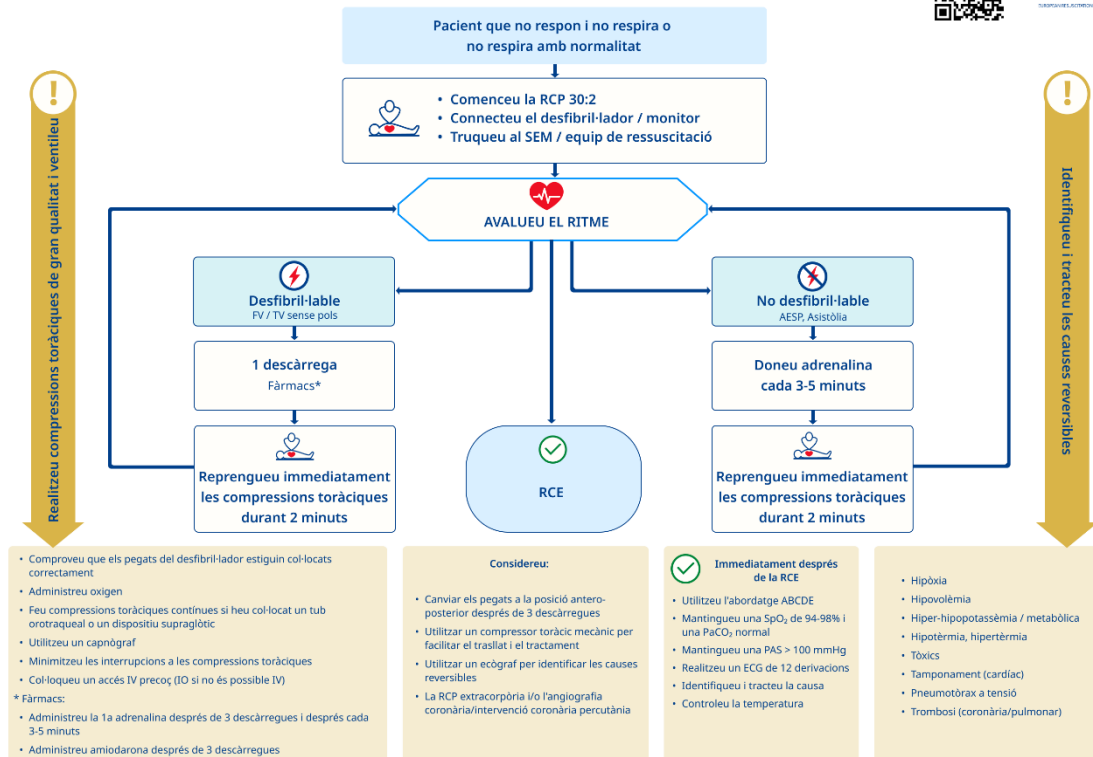 Pacient que no respon i no respira o
no respira amb normalitat
• Comenceu la RCP 30:2
• Connecteu el desfibril·lador / monitor
• Truqueu al SEM / equip de ressuscitació
!
Realitzeu compressions toràciques de gran qualitat i ventileu
!
Identifiqueu i tracteu les causes reversibles
AVALUEU EL RITME
Desfibril·lable
FV / TV sense pols
1 descàrrega
Fàrmacs*
Reprengueu immediatament
les compressions toràciques
durant 2 minuts
RCE
No desfibril·lable
AESP, Asistòlia
Doneu adrenalina
cada 3-5 minuts
Reprengueu immediatament
les compressions toràciques
durant 2 minuts
• Comproveu que els pegats del desfibril·lador estiguin col·locats
correctament
• Administreu oxigen
• Feu compressions toràciques contínues si heu col·locat un tub
orotraqueal o un dispositiu supraglòtic
• Utilitzeu un capnògraf
• Minimitzeu les interrupcions a les compressions toràciques
• Col·loqueu un accés IV precoç (IO si no és possible IV)
* Fàrmacs:
• Administreu la 1a adrenalina després de 3 descàrregues i després cada
3-5 minuts
• Administreu amiodarona després de 3 descàrregues
Considereu:
• Canviar els pegats a la posició antero-
posterior després de 3 descàrregues
• Utilitzar un compressor toràcic mecànic per
facilitar el trasllat i el tractament
• Utilitzar un ecògraf per identificar les causes
reversibles
• La RCP extracorpòria i/o l'angiografia
coronària/intervenció coronària percutània
Immediatament després
de la RCE
• Utilitzeu l'abordatge ABCDE
• Mantingueu una SpO₂ de 94-98% i
una PaCO₂ normal
• Mantingueu una PAS > 100 mmHg
• Realitzeu un ECG de 12 derivacions
• Identifiqueu i tracteu la causa
• Controleu la temperatura
• Hipòxia
• Hipovolèmia
• Hiper-hipopotassèmia / metabòlica
• Hipotèrmia, hipertèrmia
• Tòxics
• Tamponament (cardíac)
• Pneumotòrax a tensió
• Trombosi (coronària/pulmonar)